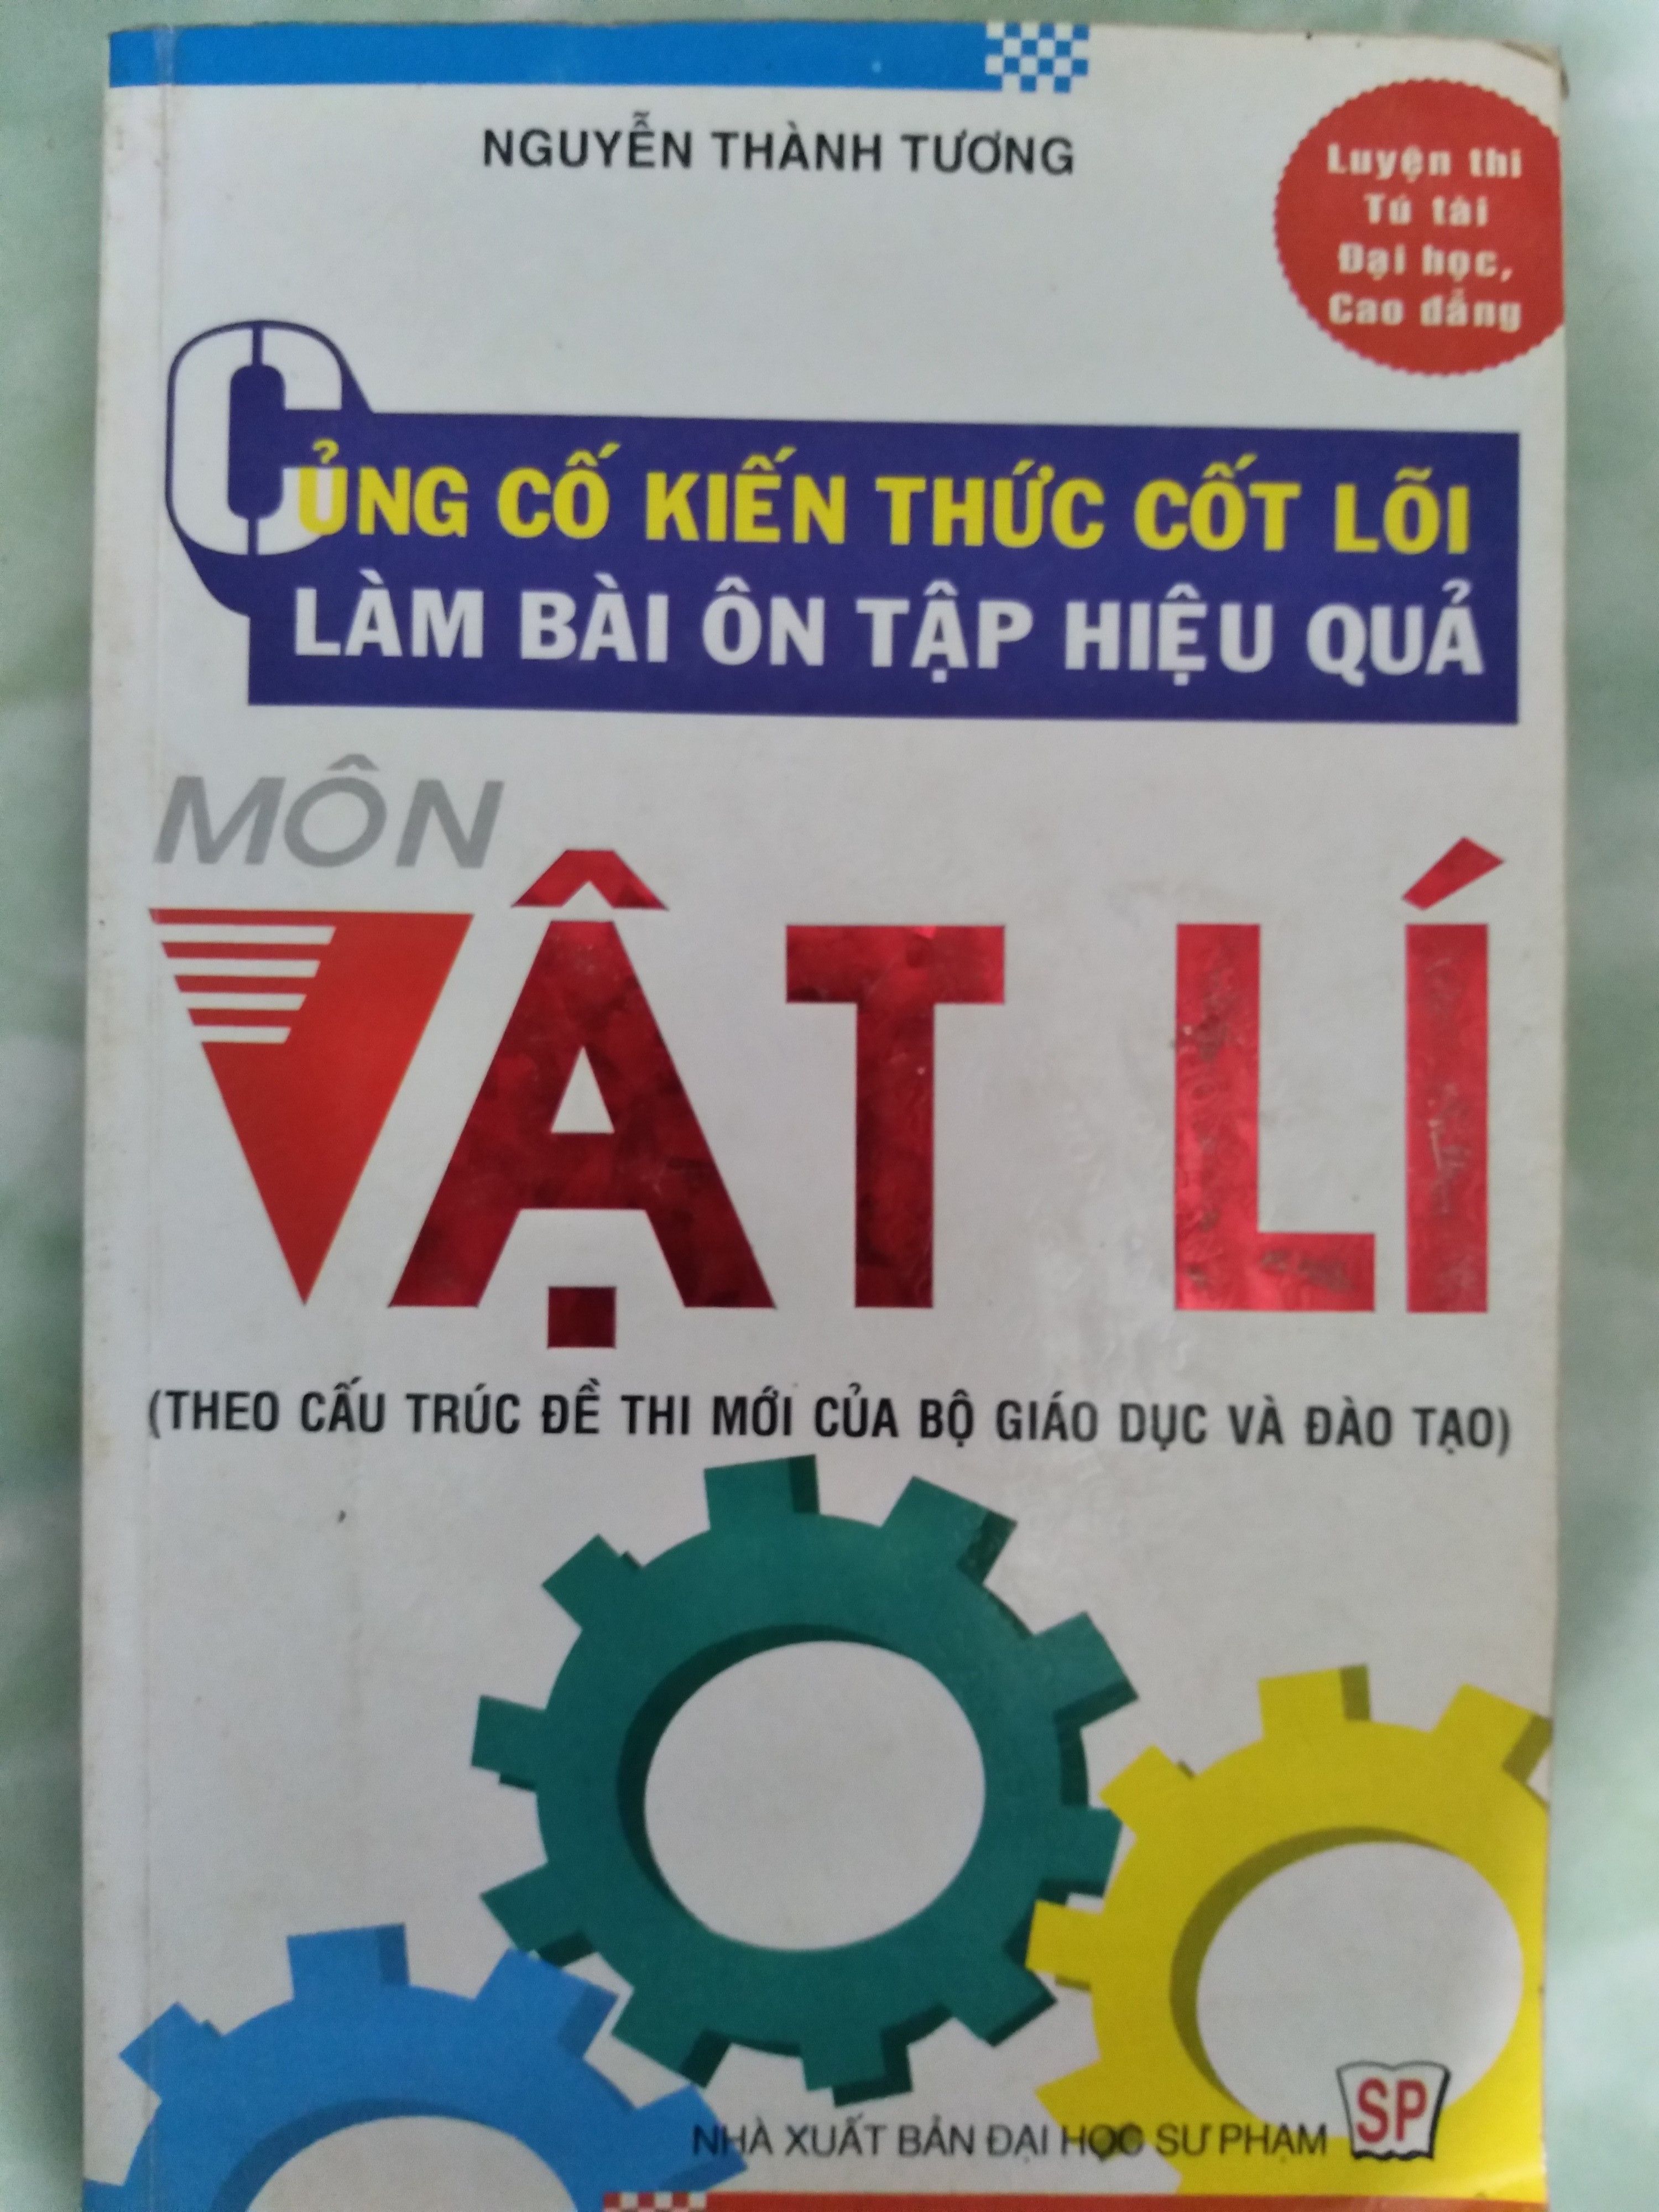 NGUYỄN THÀNH TƯƠNG
Luyện thi
Tú tài
Đại học,
Cao đẳng
CỦNG CỐ KIẾN THỨC CỐT LÕI
LÀM BÀI ÔN TẬP HIỆU QUẢ
MÔN
VẬT LÍ
(THEO CẤU TRÚC ĐỀ THI MỚI CỦA BỘ GIÁO DỤC VÀ ĐÀO TẠO)
NHÀ XUẤT BẢN ĐẠI HỌC SƯ PHẠM
SP